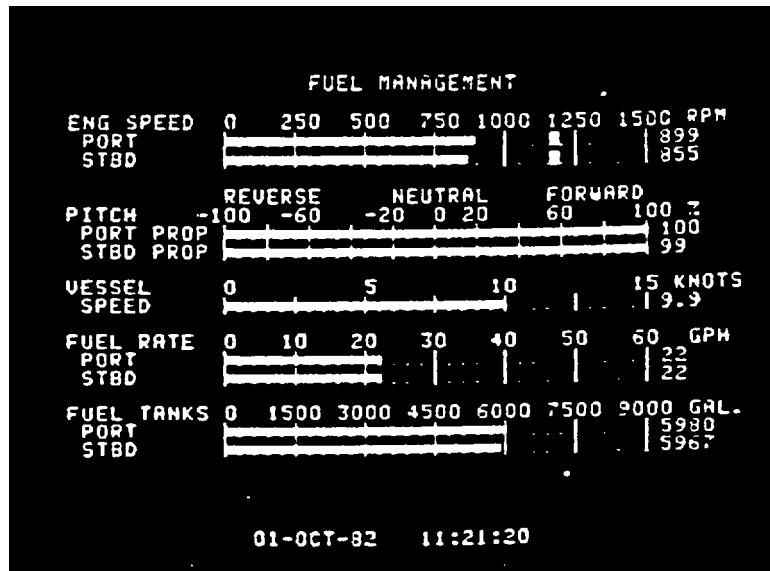 FUEL MANAGEMENT
ENG SPEED 0 250 500 750 1000 1250 1500 RPM
PORT 899
STBD 855
REVERSE NEUTRAL FORWARD
PITCH -100 -60 -20 0 20 60 100 %
PORT PROP 100
STBD PROP 99
VESSEL 0 5 10 15 KNOTS
SPEED 9.9
FUEL RATE 0 10 20 30 40 50 60 GPH
PORT 22
STBD 22
FUEL TANKS 0 1500 3000 4500 6000 7500 9000 GAL.
PORT 5980
STBD 5967
01-OCT-82 11:21:20